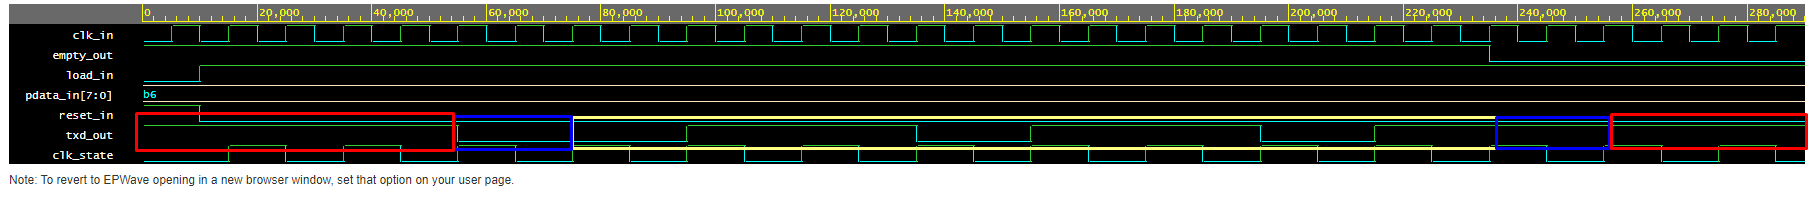 0 20,000 40,000 60,000 80,000 100,000 120,000 140,000 160,000 180,000 200,000 220,000 240,000 260,000 280,000
clk_in
empty_out
load_in
pdata_in[7:0] b6
reset_in
txd_out
clk_state
Note: To revert to EPWave opening in a new browser window, set that option on your user page.